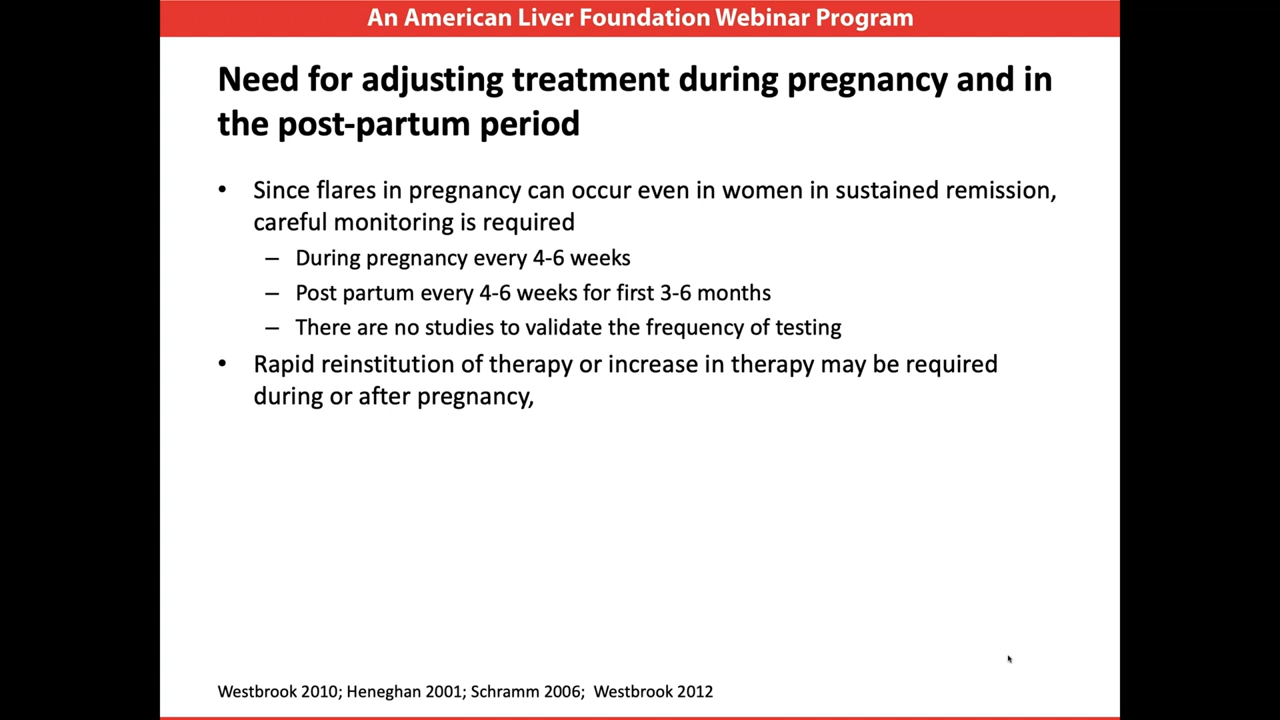 An American Liver Foundation Webinar Program
Need for adjusting treatment during pregnancy and in
the post-partum period
• Since flares in pregnancy can occur even in women in sustained remission,
careful monitoring is required
– During pregnancy every 4-6 weeks
– Post partum every 4-6 weeks for first 3-6 months
– There are no studies to validate the frequency of testing
• Rapid reinstitution of therapy or increase in therapy may be required
during or after pregnancy,
Westbrook 2010; Heneghan 2001; Schramm 2006;  Westbrook 2012